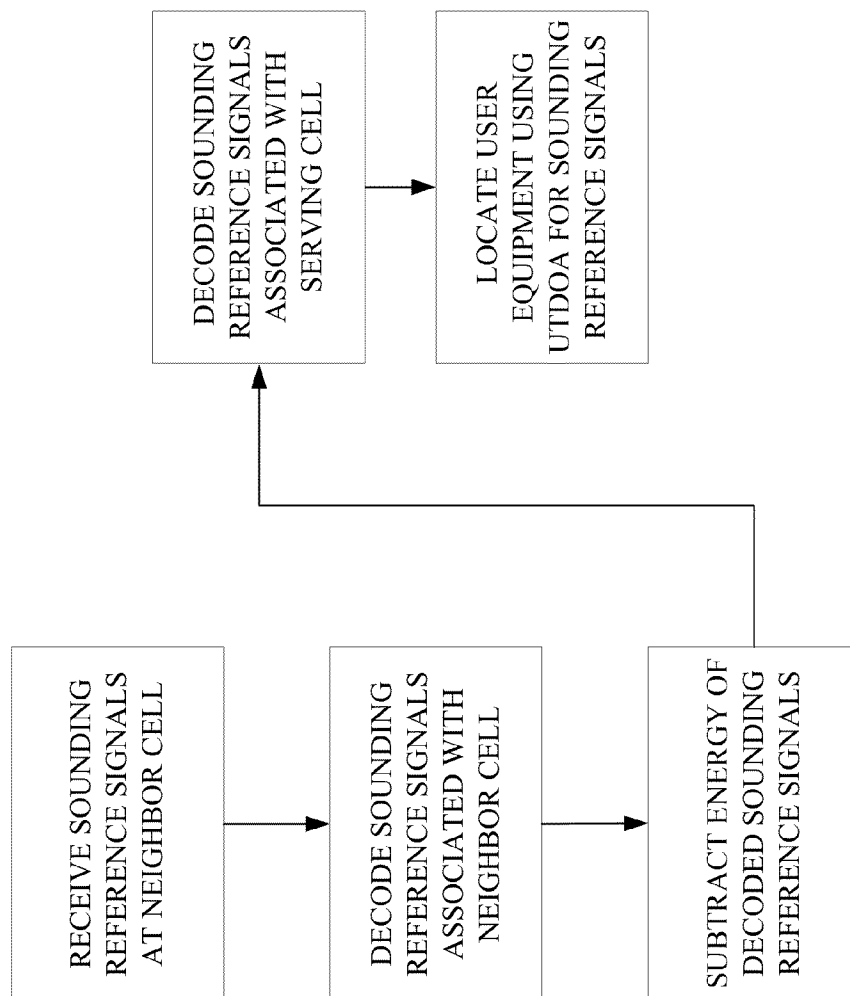 RECEIVE SOUNDING
REFERENCE SIGNALS
AT NEIGHBOR CELL
DECODE SOUNDING
REFERENCE SIGNALS
ASSOCIATED WITH
NEIGHBOR CELL
SUBTRACT ENERGY OF
DECODED SOUNDING
REFERENCE SIGNALS
DECODE SOUNDING
REFERENCE SIGNALS
ASSOCIATED WITH
SERVING CELL
LOCATE USER
EQUIPMENT USING
UTDOA FOR SOUNDING
REFERENCE SIGNALS